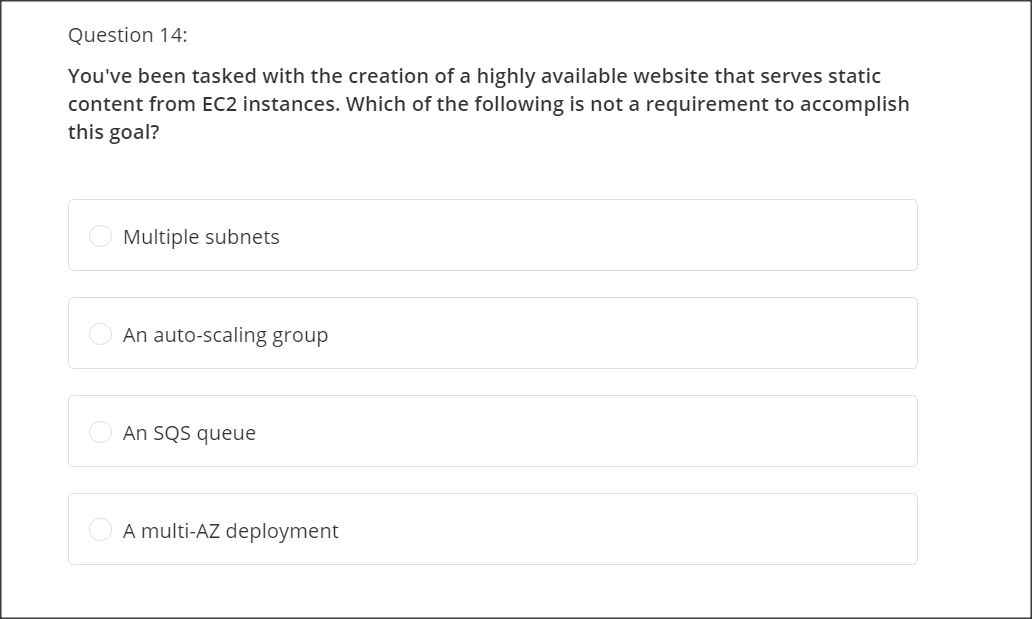 Question 14:
You've been tasked with the creation of a highly available website that serves static
content from EC2 instances. Which of the following is not a requirement to accomplish
this goal?
Multiple subnets
An auto-scaling group
An SQS queue
A multi-AZ deployment